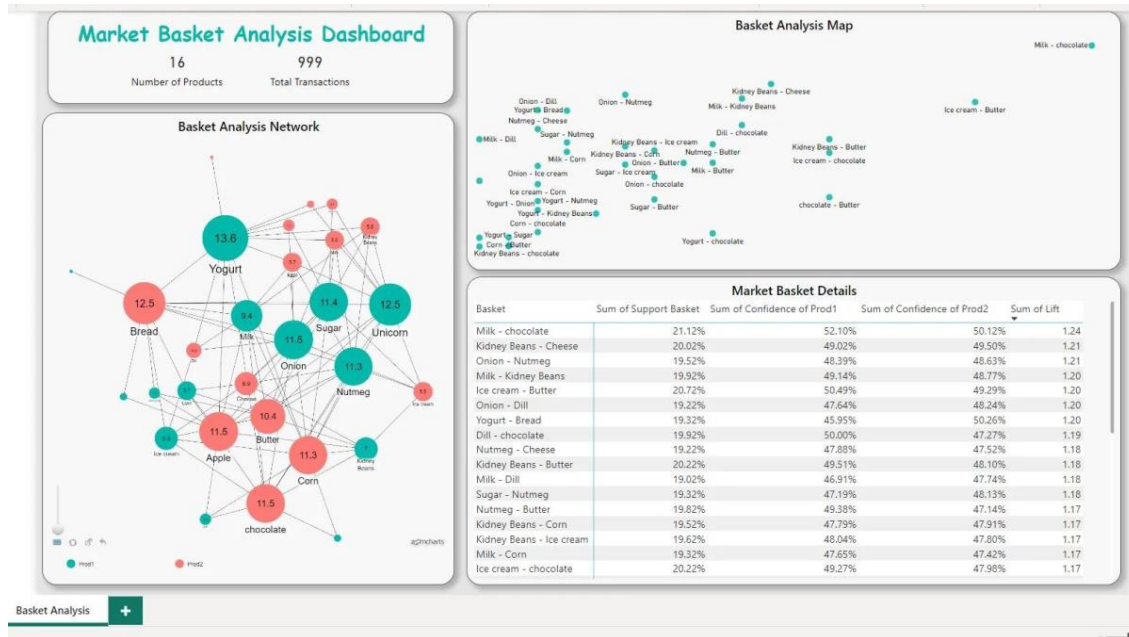 Market Basket Analysis Dashboard
16 999
Number of Products Total Transactions
Basket Analysis Network
13.6
Yogurt
12.5
Bread
9.4
Milk
11.4
Sugar
12.5
Unicorn
11.5
Onion
11.3
Nutmeg
Cheese
10.4
Butter
11.5
Apple
11.3
Corn
11.5
chocolate
Ice cream
Ice cream
Kidney
Beans
Kidney
Beans
Prod1 Prod2
Basket Analysis Map
Milk - chocolate
Kidney Beans - Cheese
Onion - Dill
Onion - Nutmeg
Milk - Kidney Beans
Ice cream - Butter
Yogurt - Bread
Nutmeg - Cheese
Sugar - Nutmeg
Dill - chocolate
Milk - Dill
Kidney Beans - Ice cream
Kidney Beans - Butter
Milk - Corn
Kidney Beans - Corn
Nutmeg - Butter
Onion - Butter
Ice cream - chocolate
Onion - Ice cream
Sugar - Ice cream
Milk - Butter
Onion - chocolate
Ice cream - Corn
Yogurt - Onion
Yogurt - Nutmeg
Sugar - Butter
chocolate - Butter
Yogurt - Kidney Beans
Corn - chocolate
Yogurt - Sugar
Yogurt - chocolate
Corn - Butter
Kidney Beans - chocolate
Market Basket Details
Basket Sum of Support Basket Sum of Confidence of Prod1 Sum of Confidence of Prod2 Sum of Lift
Milk - chocolate 21.12% 52.10% 50.12% 1.24
Kidney Beans - Cheese 20.02% 49.02% 49.50% 1.21
Onion - Nutmeg 19.52% 48.39% 48.63% 1.21
Milk - Kidney Beans 19.92% 49.14% 48.77% 1.20
Ice cream - Butter 20.72% 50.49% 49.29% 1.20
Onion - Dill 19.22% 47.64% 48.24% 1.20
Yogurt - Bread 19.32% 45.95% 50.26% 1.20
Dill - chocolate 19.92% 50.00% 47.27% 1.19
Nutmeg - Cheese 19.22% 47.88% 47.52% 1.18
Kidney Beans - Butter 20.22% 49.51% 48.10% 1.18
Milk - Dill 19.02% 46.91% 47.74% 1.18
Sugar - Nutmeg 19.32% 47.19% 48.13% 1.18
Nutmeg - Butter 19.82% 49.38% 47.14% 1.17
Kidney Beans - Corn 19.52% 47.79% 47.91% 1.17
Kidney Beans - Ice cream 19.62% 48.04% 47.80% 1.17
Milk - Corn 19.32% 47.65% 47.42% 1.17
Ice cream - chocolate 20.22% 49.27% 47.98% 1.17
Basket Analysis +